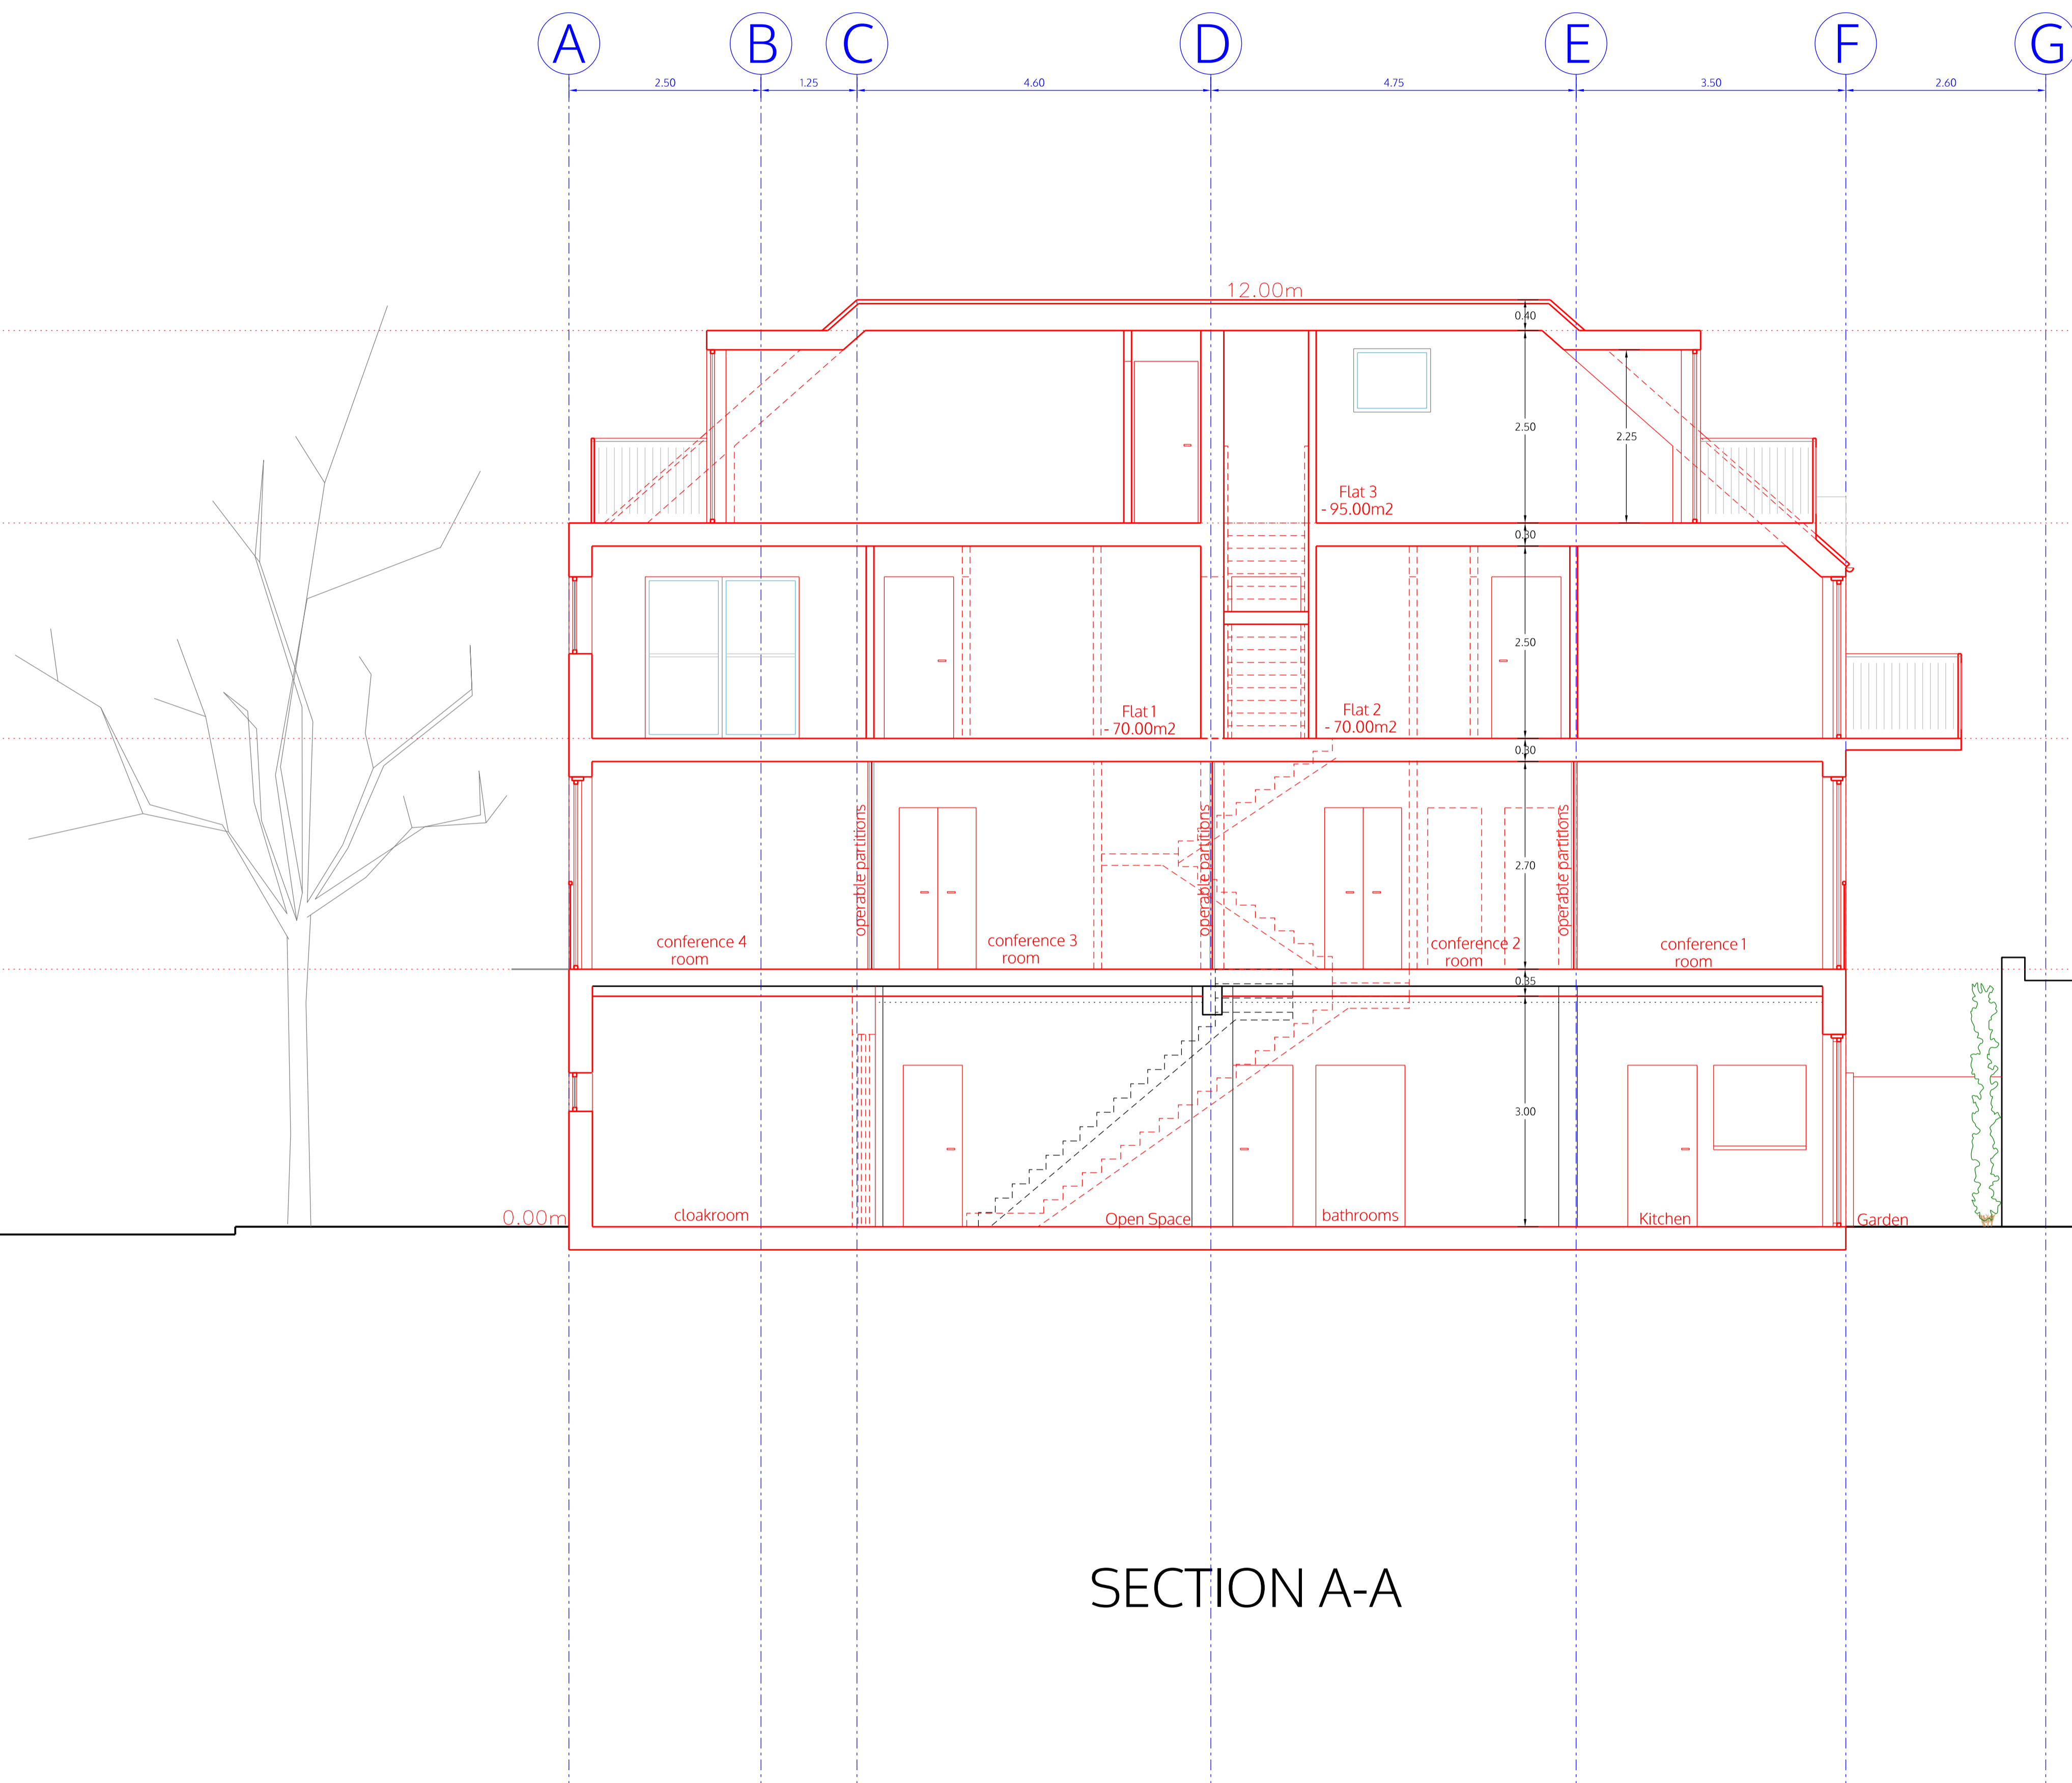 A B C D E F G
2.50 1.25 4.60 4.75 3.50 2.60
12.00m
0.40
2.50
2.25
Flat 3
- 95.00m2
0.30
2.50
Flat 1
- 70.00m2
Flat 2
- 70.00m2
0.30
operable partitions
operable partitions
operable partitions
2.70
conference 4
room
conference 3
room
conference 2
room
conference 1
room
0.35
3.00
0.00m
cloakroom
Open Space
bathrooms
Kitchen
Garden
SECTION A-A